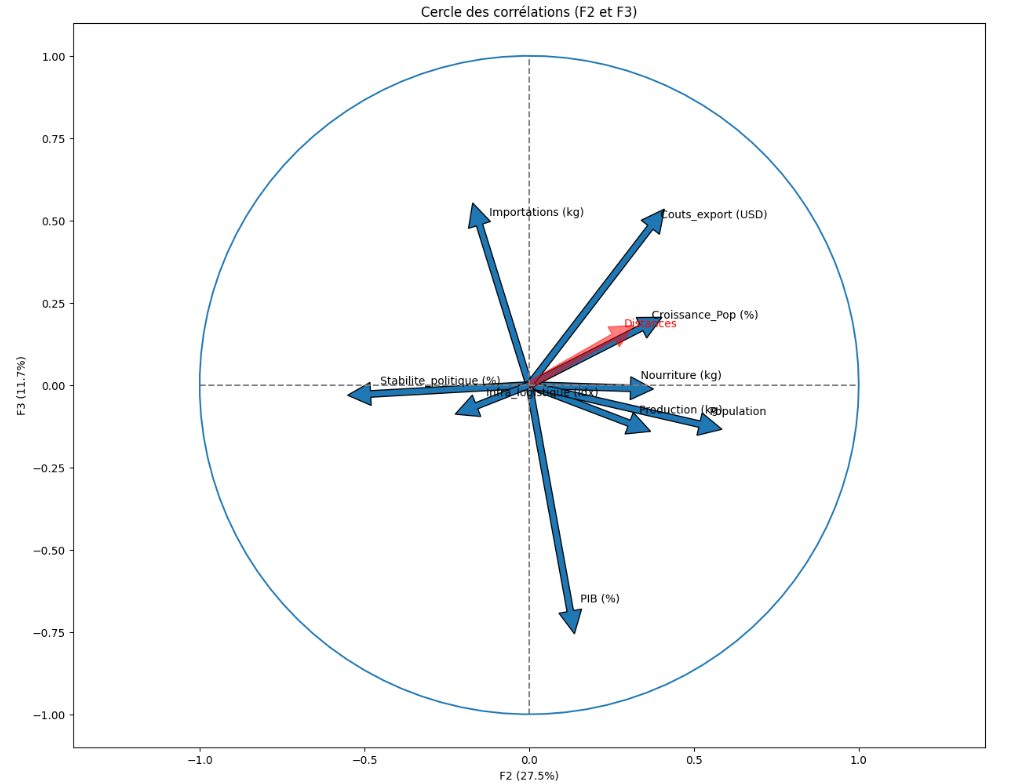 Cercle des corrélations (F2 et F3)
1.00
0.75
0.50
0.25
0.00
−0.25
−0.50
−0.75
−1.00
F3 (11.7%)
Importations (kg)
Couts_export (USD)
Croissance_Pop (%)
Distances
Nourriture (kg)
Stabilite_politique (%)
Infra_logistique (idx)
Production (kg)
Population
PIB (%)
−1.0
−0.5
0.0
0.5
1.0
F2 (27.5%)